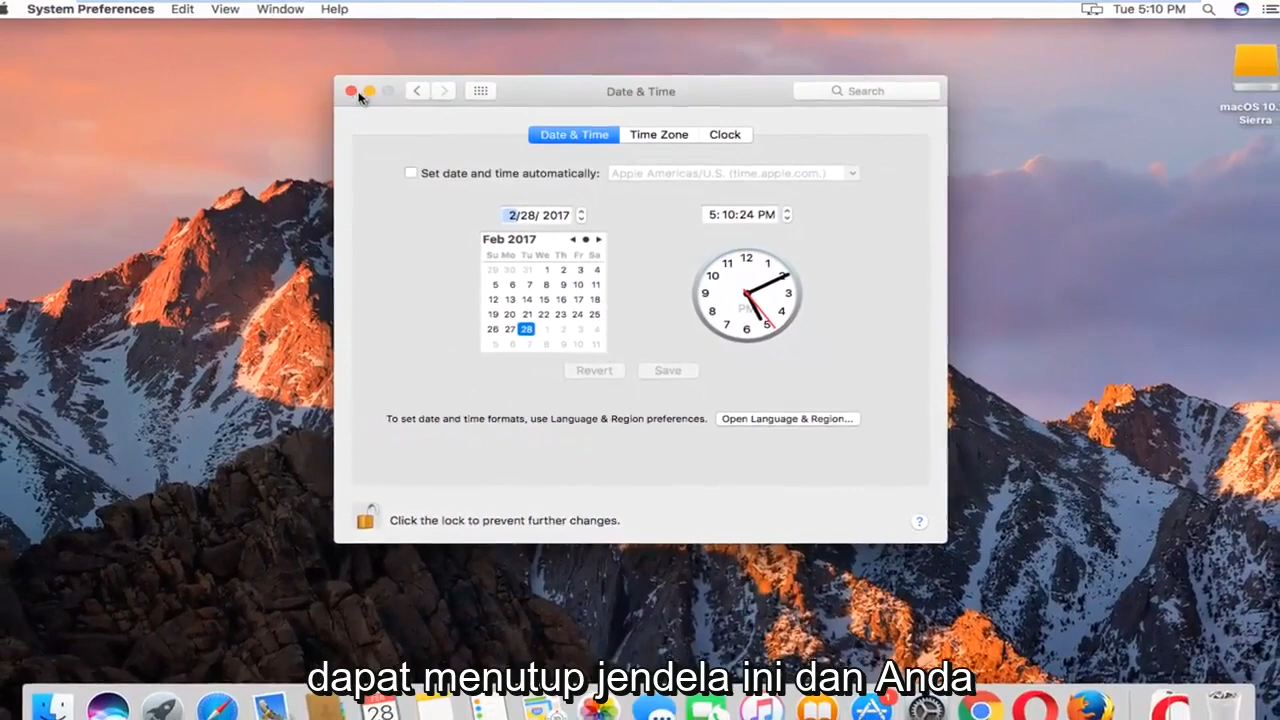 System Preferences Edit View Window Help Tue 5:10 PM
macOS 10.
Sierra
Date & Time Search
Date & Time Time Zone Clock
Set date and time automatically: Apple Americas/U.S. (time.apple.com.)
2/28/2017 5:10:24 PM
Feb 2017
Su Mo Tu We Th Fr Sa
29 30 31 1 2 3 4
5 6 7 8 9 10 11
12 13 14 15 16 17 18
19 20 21 22 23 24 25
26 27 28 1 2 3 4
5 6 7 8 9 10 11
12 1 2 3 4 5 6 7 8 9 10 11
PM
Revert Save
To set date and time formats, use Language & Region preferences. Open Language & Region...
Click the lock to prevent further changes. ?
dapat menutup jendela ini dan Anda
28